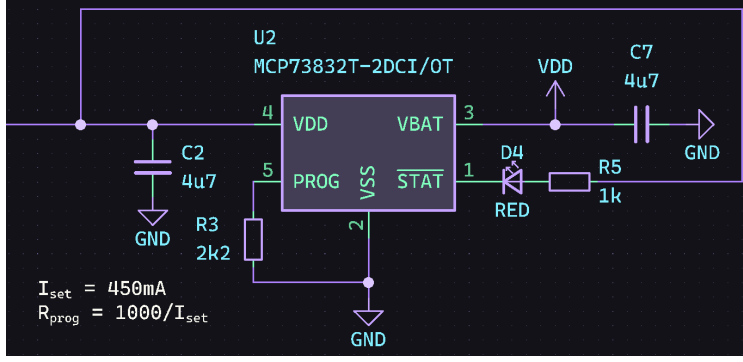 U2
MCP73832T-2DCI/OT
C7
4u7
VDD
GND
4
VDD
VBAT
3
C2
4u7
GND
5
PROG
VSS
STAT
1
D4
RED
R5
1k
R3
2k2
2
GND
Iset = 450mA
Rprog = 1000/Iset